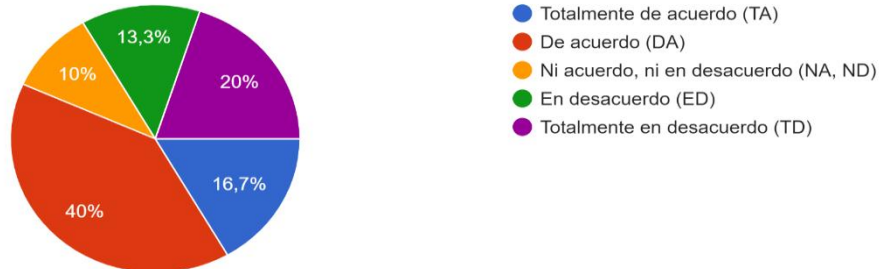 13,3%
10%
20%
16,7%
40%
Totalmente de acuerdo (TA)
De acuerdo (DA)
Ni acuerdo, ni en desacuerdo (NA, ND)
En desacuerdo (ED)
Totalmente en desacuerdo (TD)